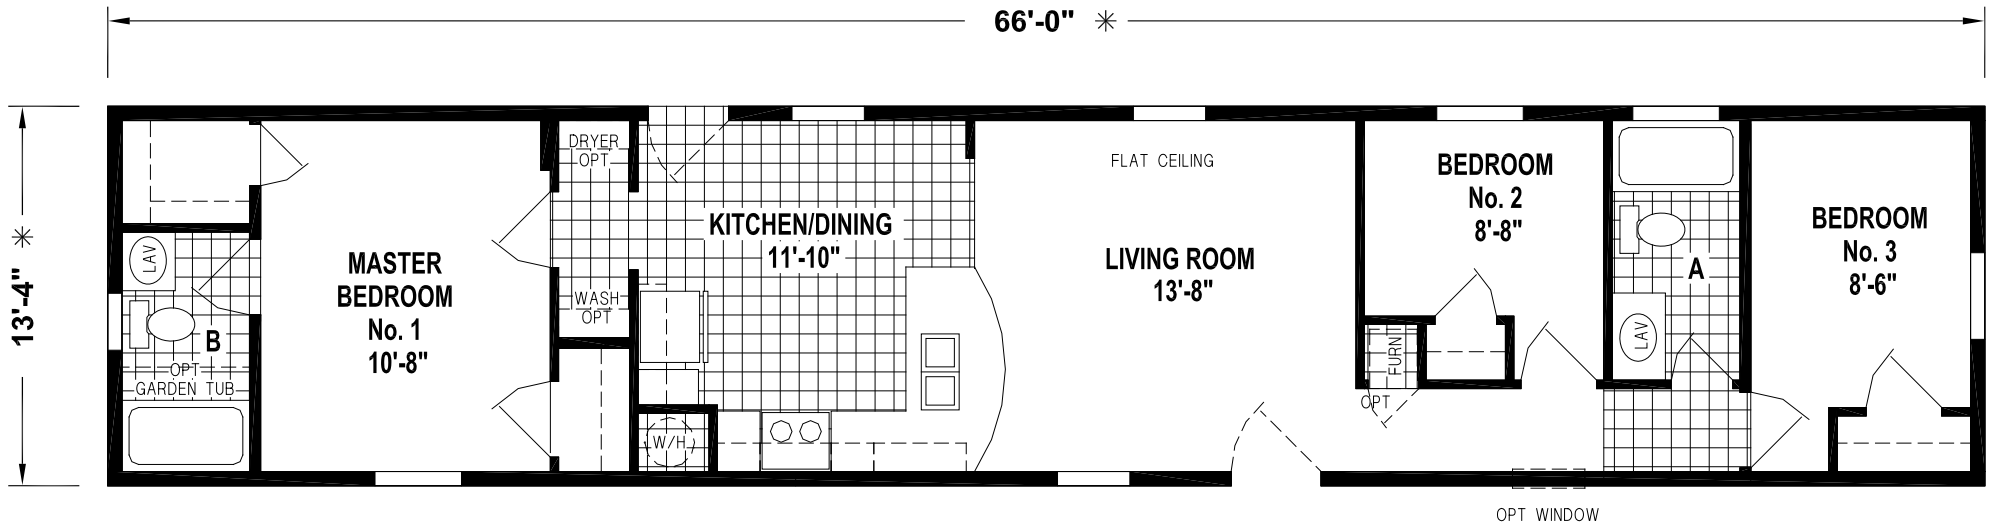 66'-0" ✳
13'-4" ✳
DRYER
OPT
FLAT CEILING
BEDROOM
No. 2
8'-8"
BEDROOM
No. 3
8'-6"
KITCHEN/DINING
11'-10"
LIVING ROOM
13'-8"
MASTER
BEDROOM
No. 1
10'-8"
LAV
A
WASH
OPT
B
LAV
FURN
OPT
GARDEN TUB
OPT
W/H
OPT WINDOW